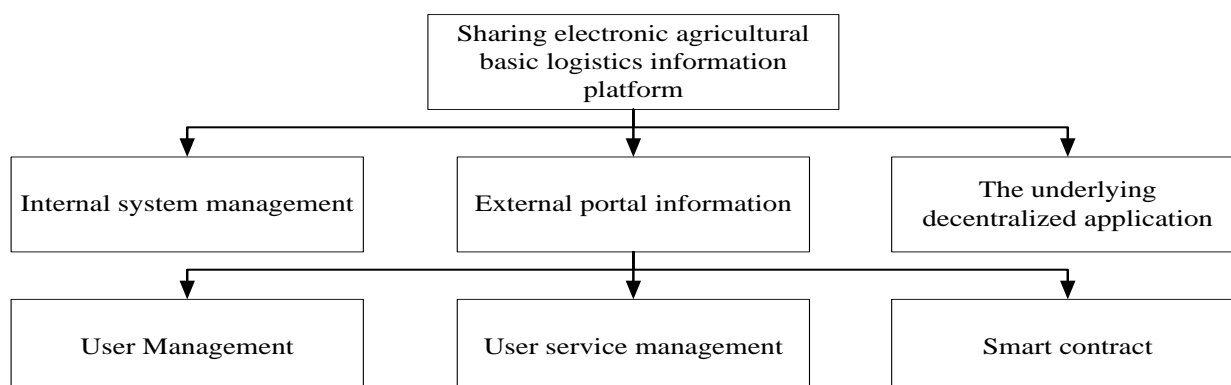 Sharing electronic agricultural
basic logistics information
platform
Internal system management
External portal information
The underlying
decentralized application
User Management
User service management
Smart contract